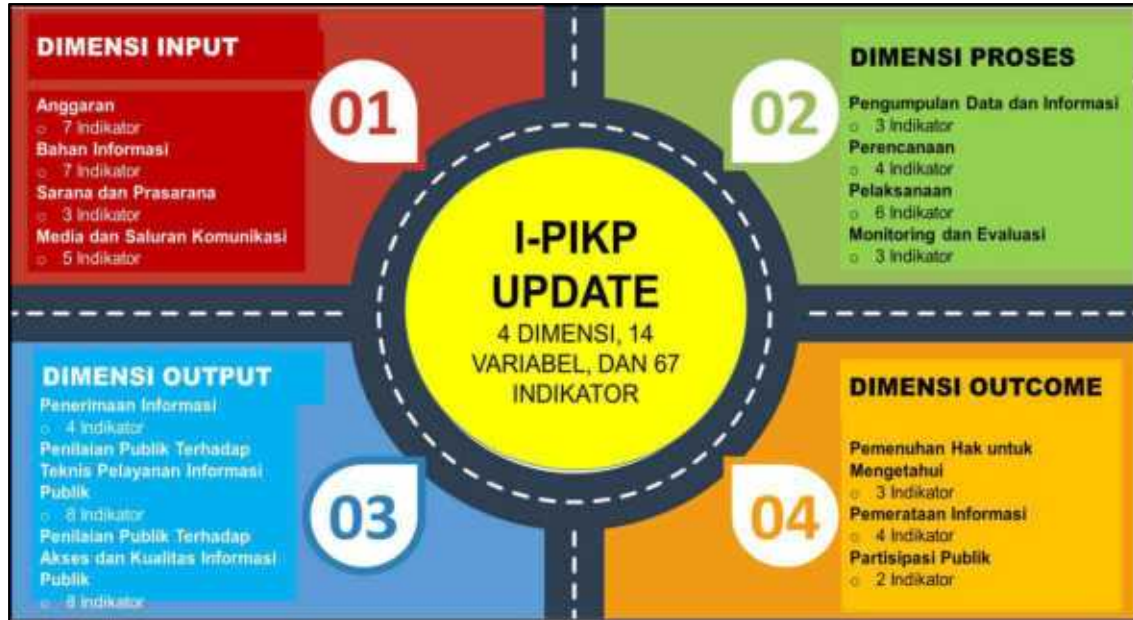 DIMENSI INPUT
Anggaran
o 7 Indikator
Bahan Informasi
o 7 Indikator
Sarana dan Prasarana
o 3 Indikator
Media dan Saluran Komunikasi
o 5 Indikator
01
02
DIMENSI PROSES
Pengumpulan Data dan Informasi
o 3 Indikator
Perencanaan
o 4 Indikator
Pelaksanaan
o 6 Indikator
Monitoring dan Evaluasi
o 3 Indikator
I-PIKP
UPDATE
4 DIMENSI, 14
VARIABEL, DAN 67
INDIKATOR
DIMENSI OUTPUT
Penerimaan Informasi
o 4 Indikator
Penilaian Publik Terhadap
Teknis Pelayanan Informasi
Publik
o 8 Indikator
Penilaian Publik Terhadap
Akses dan Kualitas Informasi
Publik
o 8 Indikator
03
04
DIMENSI OUTCOME
Pemenuhan Hak untuk
Mengetahui
o 3 Indikator
Pemerataan Informasi
o 4 Indikator
Partisipasi Publik
o 2 Indikator